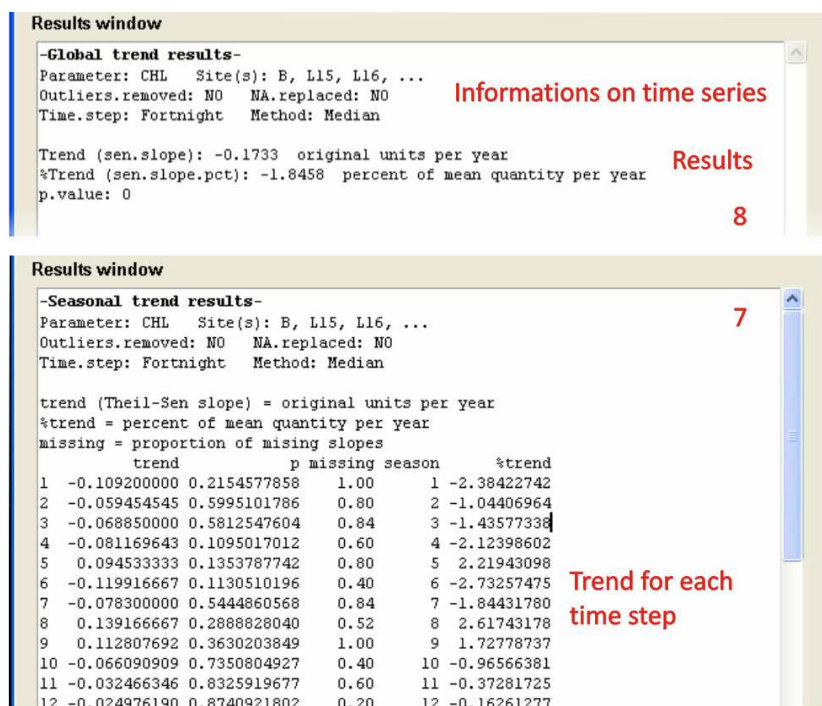 Results window
-Global trend results-
Parameter: CHL   Site(s): B, L15, L16, ...
Outliers.removed: NO   NA.replaced: NO
Informations on time series
Time.step: Fortnight   Method: Median
Trend (sen.slope): -0.1733  original units per year
Results
%Trend (sen.slope.pct): -1.8458  percent of mean quantity per year
p.value: 0
8
Results window
-Seasonal trend results-
7
Parameter: CHL   Site(s): B, L15, L16, ...
Outliers.removed: NO   NA.replaced: NO
Time.step: Fortnight   Method: Median
trend (Theil-Sen slope) = original units per year
%trend = percent of mean quantity per year
missing = proportion of mising slopes
trend p missing season %trend
1 -0.109200000 0.2154577858 1.00 1 -2.38422742
2 -0.059454545 0.5995101786 0.80 2 -1.04406964
3 -0.068850000 0.5812547604 0.84 3 -1.43577338
4 -0.081169643 0.1095017012 0.60 4 -2.12398602
5 0.094533333 0.1353787742 0.80 5 2.21943098
6 -0.119916667 0.1130510196 0.40 6 -2.73257475
7 -0.078300000 0.5444860568 0.84 7 -1.84431780
8 0.139166667 0.2888828040 0.52 8 2.61743178
9 0.112807692 0.3630203849 1.00 9 1.72778737
10 -0.066090909 0.7350804927 0.40 10 -0.96566381
11 -0.032466346 0.8325919677 0.60 11 -0.37281725
12 -0.024976190 0.8740921802 0.20 12 -0.16261277
Trend for each
time step